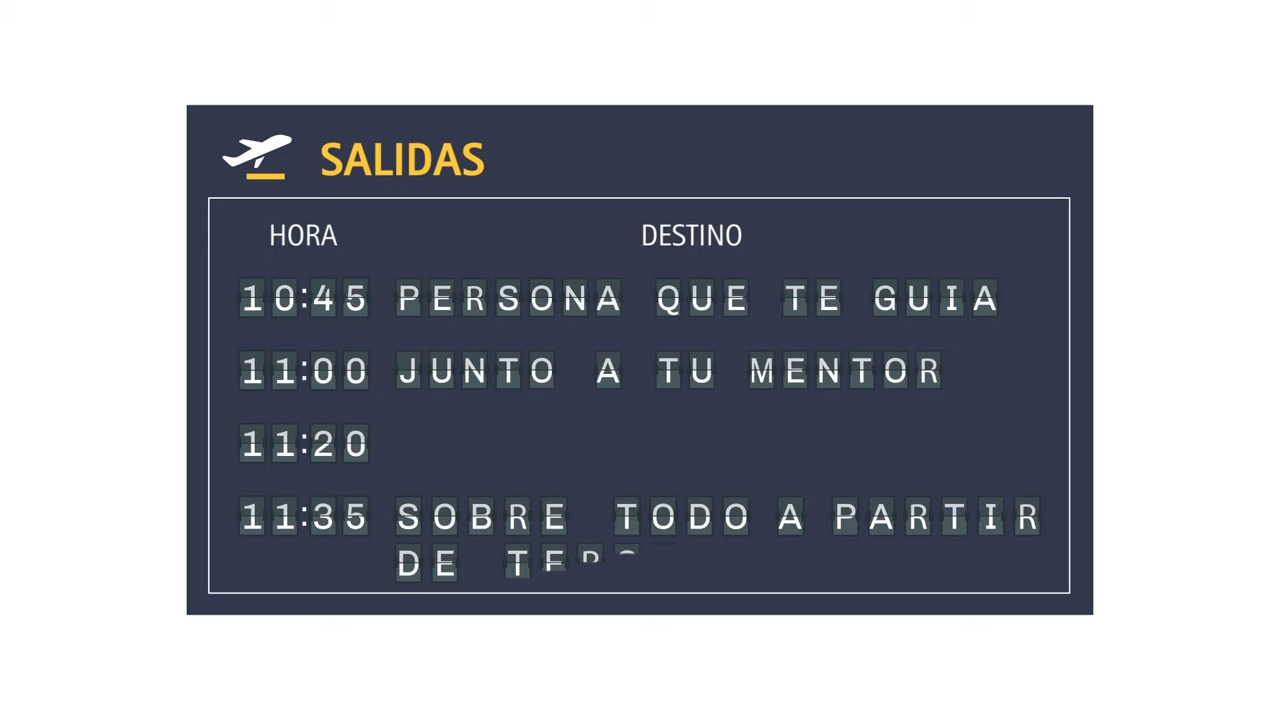 SALIDAS
HORA DESTINO
10:45 PERSONA QUE TE GUIA
11:00 JUNTO A TU MENTOR
11:20
11:35 SOBRE TODO A PARTIR
DE